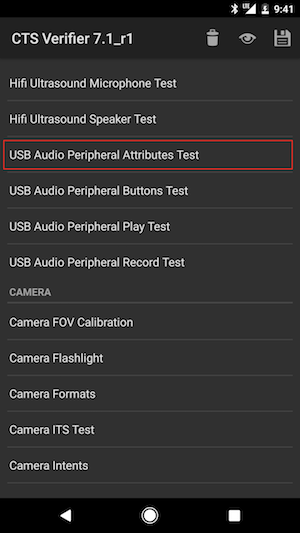 LTE 9:41
CTS Verifier 7.1_r1
Hifi Ultrasound Microphone Test
Hifi Ultrasound Speaker Test
USB Audio Peripheral Attributes Test
USB Audio Peripheral Buttons Test
USB Audio Peripheral Play Test
USB Audio Peripheral Record Test
CAMERA
Camera FOV Calibration
Camera Flashlight
Camera Formats
Camera ITS Test
Camera Intents